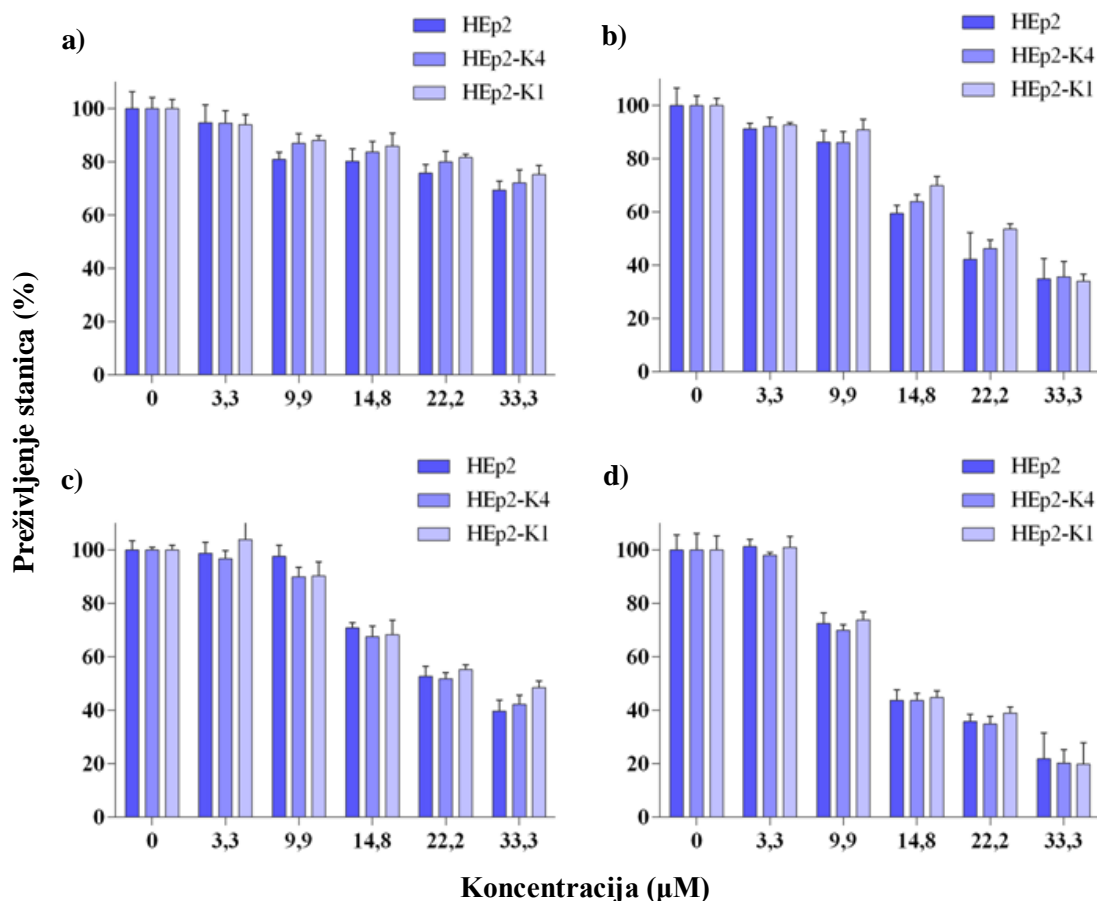 a)
HEp2
HEp2-K4
HEp2-K1
100
80
60
40
20
0
0 3,3 9,9 14,8 22,2 33,3
b)
HEp2
HEp2-K4
HEp2-K1
100
80
60
40
20
0
0 3,3 9,9 14,8 22,2 33,3
Preživljenje stanica (%)
c)
HEp2
HEp2-K4
HEp2-K1
100
80
60
40
20
0
0 3,3 9,9 14,8 22,2 33,3
d)
HEp2
HEp2-K4
HEp2-K1
100
80
60
40
20
0
0 3,3 9,9 14,8 22,2 33,3
Koncentracija (µM)